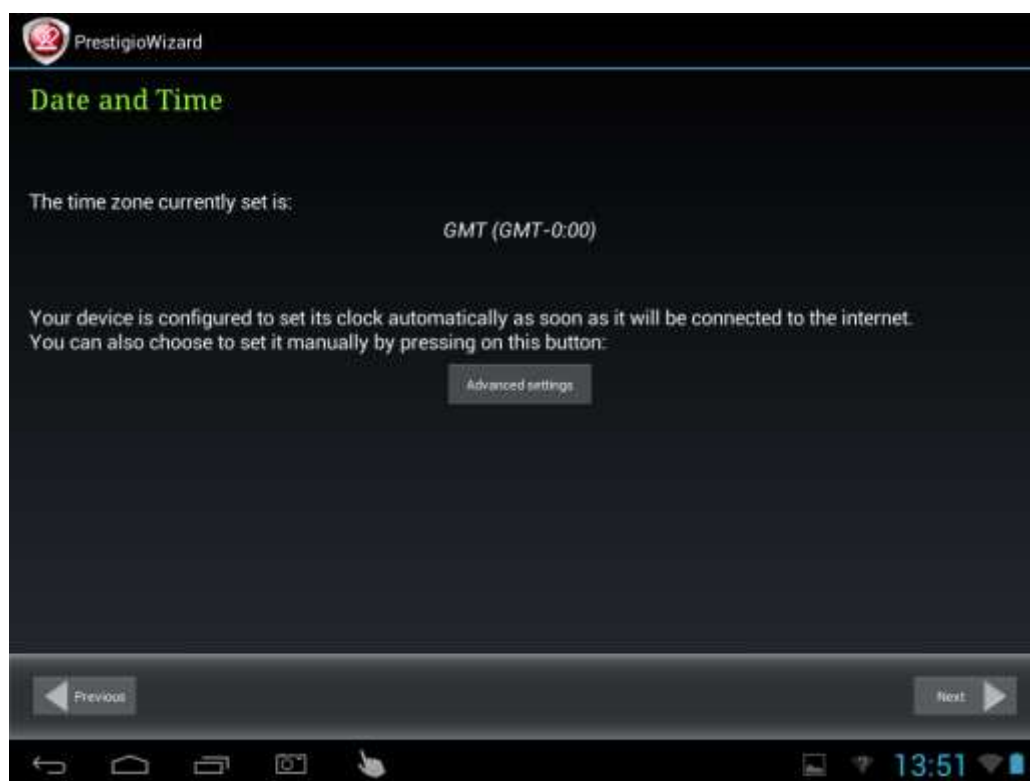 PrestigioWizard
Date and Time
The time zone currently set is:
GMT (GMT-0:00)
Your device is configured to set its clock automatically as soon as it will be connected to the internet.
You can also choose to set it manually by pressing on this button:
Advanced settings
Previous
Next
13:51